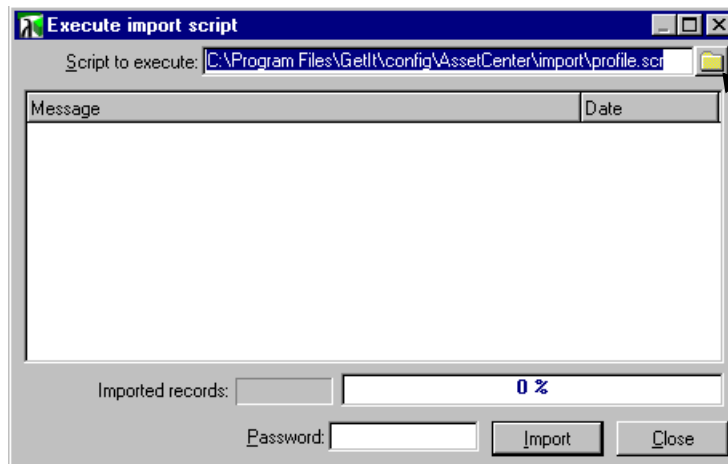 Execute import script
Script to execute: C:\Program Files\GetIt\config\AssetCenter\import\profile.scr
Message Date
Imported records: 0 %
Password: Import Close